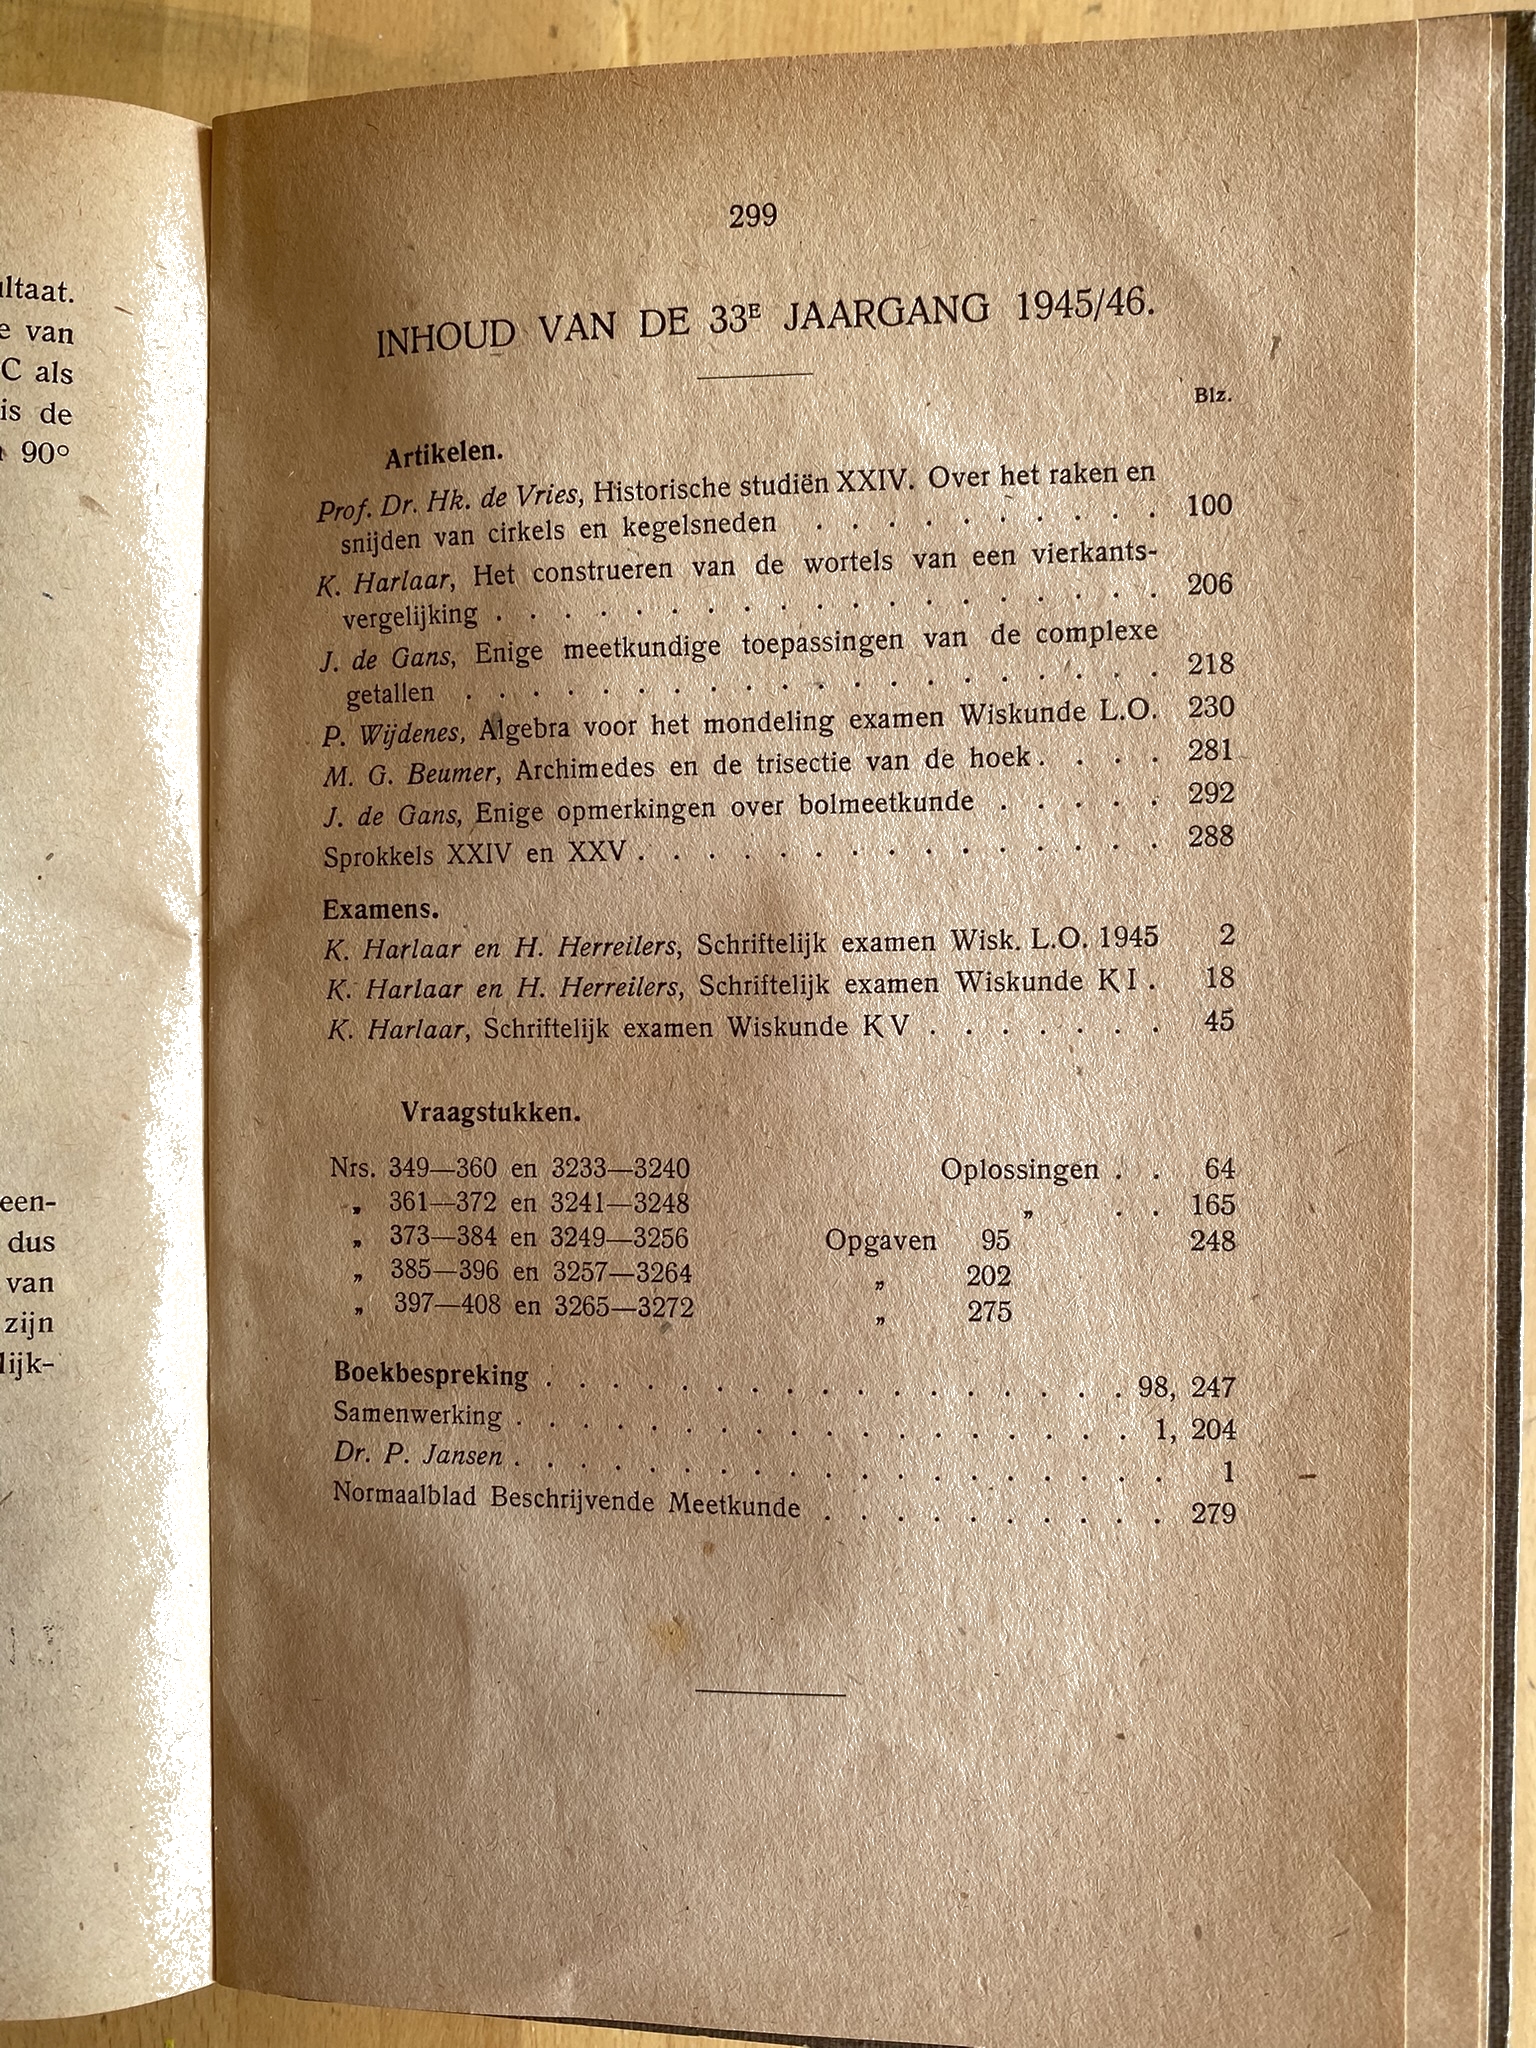 ltaat.
e van
C als
is de
90°
een-
dus
van
zijn
lijk-
299
INHOUD VAN DE 33E JAARGANG 1945/46.
Blz.
Artikelen.
Prof. Dr. Hk. de Vries, Historische studiën XXIV. Over het raken en
snijden van cirkels en kegelsneden . . . . . . . . . . 100
K. Harlaar, Het construeren van de wortels van een vierkants-
vergelijking . . . . . . . . . . . . . . . . . . . 206
J. de Gans, Enige meetkundige toepassingen van de complexe
getallen . . . . . . . . . . . . . . . . . . . . 218
P. Wijdenes, Algebra voor het mondeling examen Wiskunde L.O. 230
M. G. Beumer, Archimedes en de trisectie van de hoek . . . . 281
J. de Gans, Enige opmerkingen over bolmeetkunde . . . . . 292
Sprokkels XXIV en XXV . . . . . . . . . . . . . . . 288
Examens.
K. Harlaar en H. Herreilers, Schriftelijk examen Wisk. L.O. 1945 2
K. Harlaar en H. Herreilers, Schriftelijk examen Wiskunde K I . 18
K. Harlaar, Schriftelijk examen Wiskunde K V . . . . . . . 45
Vraagstukken.
Nrs. 349—360 en 3233—3240 Oplossingen . . 64
„ 361—372 en 3241—3248 „ . . 165
„ 373—384 en 3249—3256 Opgaven 95 248
„ 385—396 en 3257—3264 „ 202
„ 397—408 en 3265—3272 „ 275
Boekbespreking . . . . . . . . . . . . . . . . . 98, 247
Samenwerking . . . . . . . . . . . . . . . . . . 1, 204
Dr. P. Jansen . . . . . . . . . . . . . . . . . . . 1
Normaalblad Beschrijvende Meetkunde . . . . . . . . . . 279